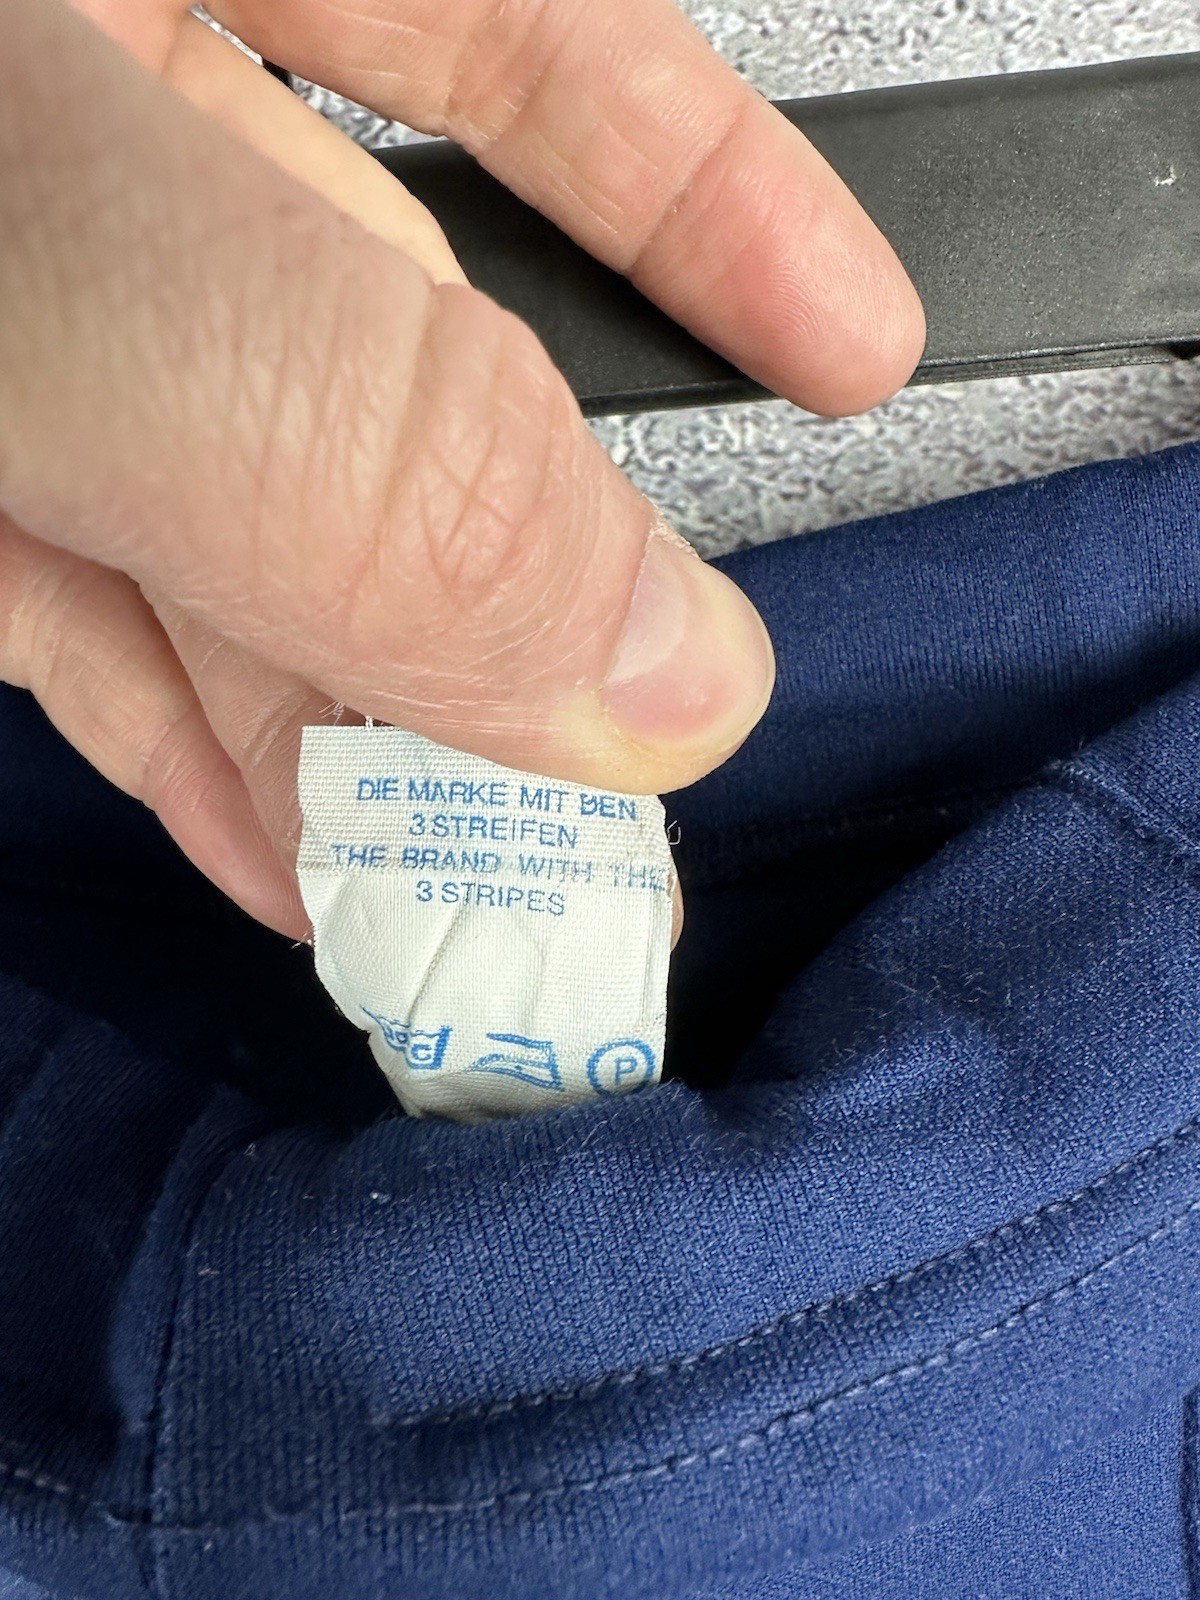 DIE MARKE MIT DEN
3 STREIFEN
THE BRAND WITH THE
3 STRIPES
P